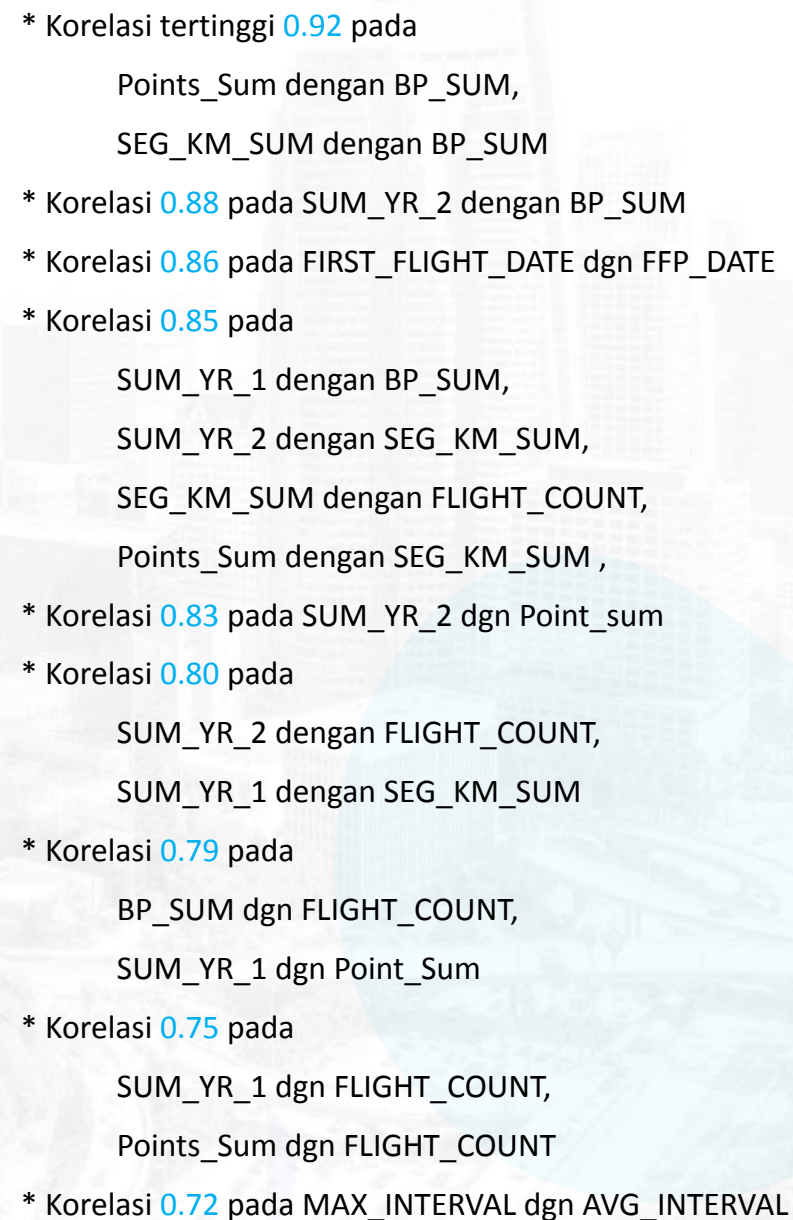 * Korelasi tertinggi 0.92 pada
Points_Sum dengan BP_SUM,
SEG_KM_SUM dengan BP_SUM
* Korelasi 0.88 pada SUM_YR_2 dengan BP_SUM
* Korelasi 0.86 pada FIRST_FLIGHT_DATE dgn FFP_DATE
* Korelasi 0.85 pada
SUM_YR_1 dengan BP_SUM,
SUM_YR_2 dengan SEG_KM_SUM,
SEG_KM_SUM dengan FLIGHT_COUNT,
Points_Sum dengan SEG_KM_SUM ,
* Korelasi 0.83 pada SUM_YR_2 dgn Point_sum
* Korelasi 0.80 pada
SUM_YR_2 dengan FLIGHT_COUNT,
SUM_YR_1 dengan SEG_KM_SUM
* Korelasi 0.79 pada
BP_SUM dgn FLIGHT_COUNT,
SUM_YR_1 dgn Point_Sum
* Korelasi 0.75 pada
SUM_YR_1 dgn FLIGHT_COUNT,
Points_Sum dgn FLIGHT_COUNT
* Korelasi 0.72 pada MAX_INTERVAL dgn AVG_INTERVAL